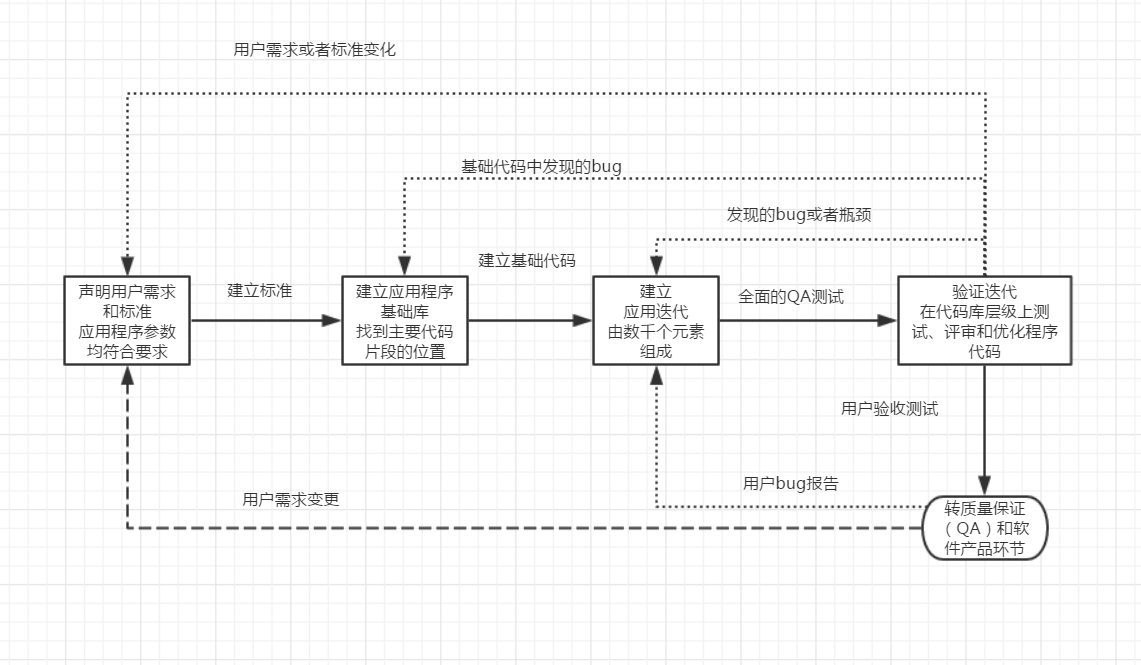 用户需求或者标准变化
基础代码中发现的bug
发现的bug或者瓶颈
建立基础代码
声明用户需求
和标准
应用程序参数
均符合要求
建立标准
建立应用程序
基础库
找到主要代码
片段的位置
建立
应用迭代
由数千个元素
组成
全面的QA测试
验证迭代
在代码库层级上测
试、评审和优化程序
代码
用户验收测试
用户bug报告
用户需求变更
转质量保证
（QA）和软
件产品环节